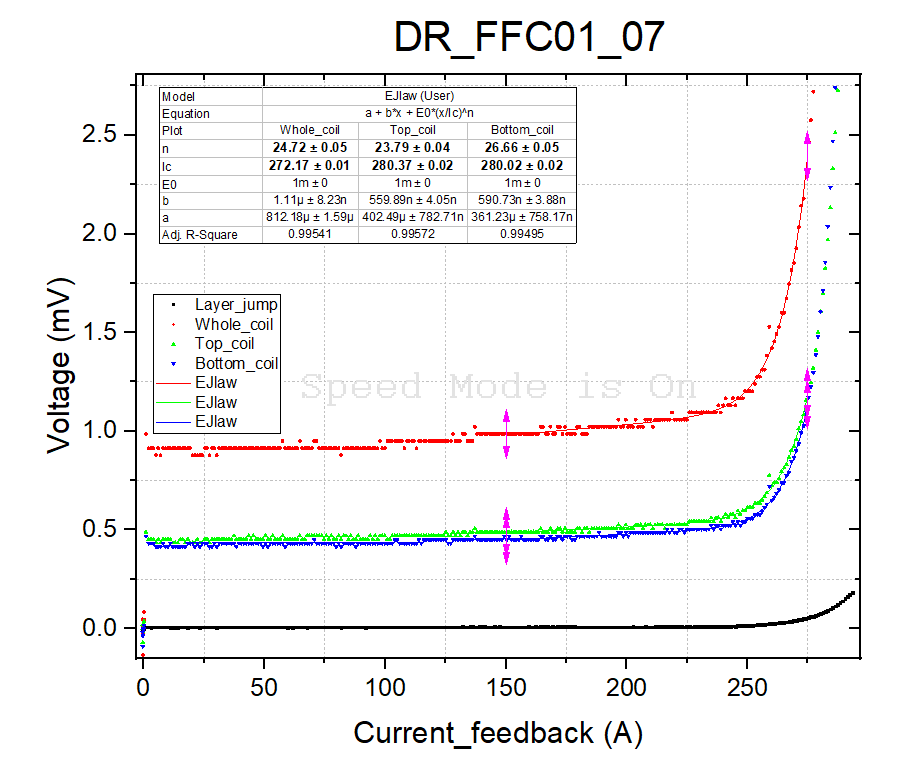 DR_FFC01_07
Model EJlaw (User)
Equation a + b*x + E0*(x/Ic)^n
Plot Whole_coil Top_coil Bottom_coil
n 24.72 ± 0.05 23.79 ± 0.04 26.66 ± 0.05
Ic 272.17 ± 0.01 280.37 ± 0.02 280.02 ± 0.02
E0 1m ± 0 1m ± 0 1m ± 0
b 1.11µ ± 8.23n 559.89n ± 4.05n 590.73n ± 3.88n
a 812.18µ ± 1.59µ 402.49µ ± 782.71n 361.23µ ± 758.17n
Adj. R-Square 0.99541 0.99572 0.99495
Layer_jump
Whole_coil
Top_coil
Bottom_coil
EJlaw
EJlaw
EJlaw
Speed Mode is On
Voltage (mV)
2.5
2.0
1.5
1.0
0.5
0.0
0 50 100 150 200 250
Current_feedback (A)